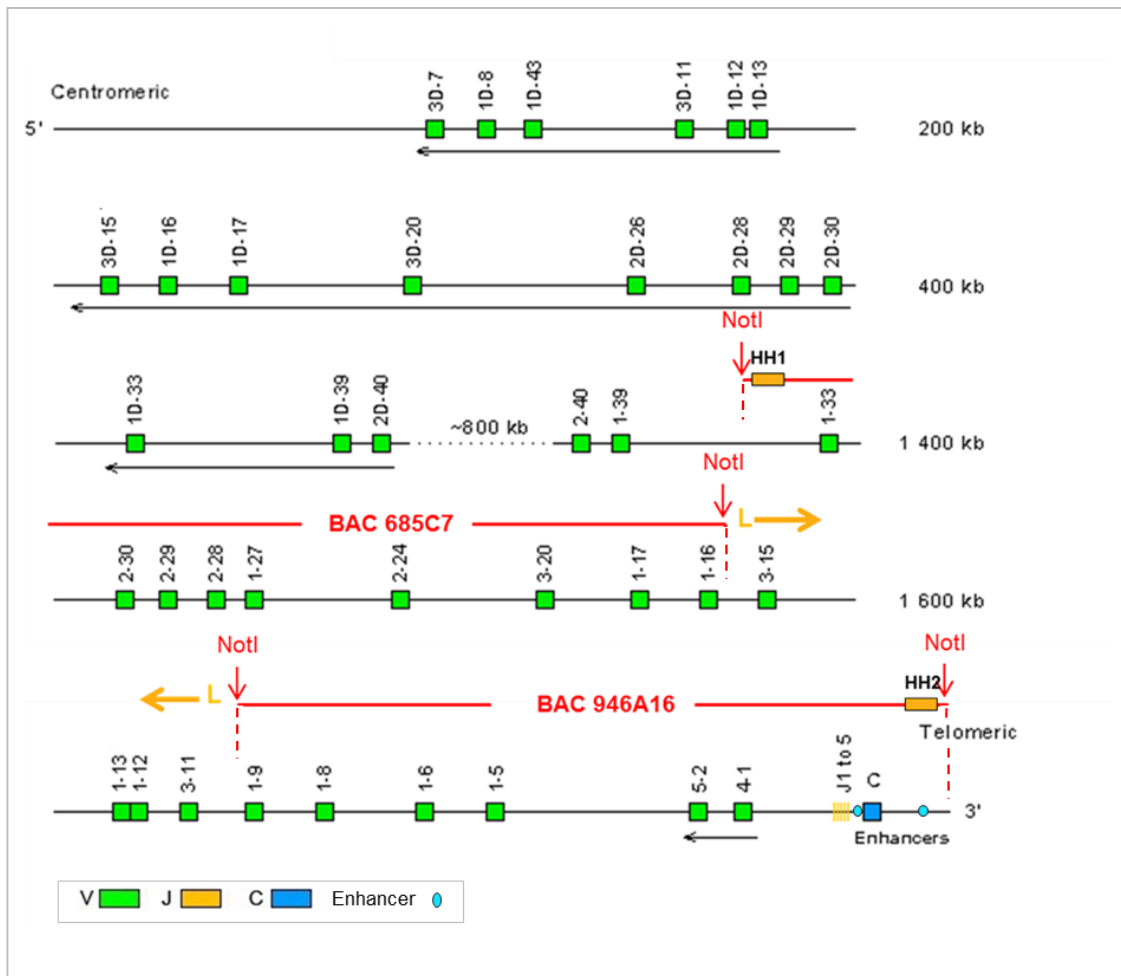 Centromeric
3D-7 1D-8 1D-43 3D-11 1D-12 1D-13
5' 200 kb
3D-15 1D-16 1D-17 3D-20 2D-26 2D-28 2D-29 2D-30
400 kb
NotI
HH1
1D-33 1D-39 2D-40 ~800 kb 2-40 1-39 1-33
1 400 kb
NotI
BAC 685C7 L
2-30 2-29 2-28 1-27 2-24 3-20 1-17 1-16 3-15
1 600 kb
NotI NotI
L BAC 946A16 HH2
Telomeric
1-13 1-12 3-11 1-9 1-8 1-6 1-5 5-2 4-1 J1 to 5 C
3'
Enhancers
V J C Enhancer